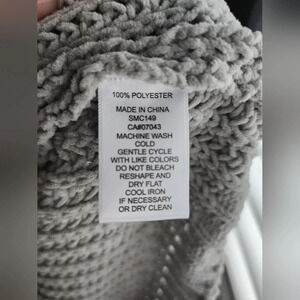 100% POLYESTER
MADE IN CHINA
SMC149
CA#07043
MACHINE WASH
COLD
GENTLE CYCLE
WITH LIKE COLORS
DO NOT BLEACH
RESHAPE AND
DRY FLAT
COOL IRON
IF NECESSARY
OR DRY CLEAN